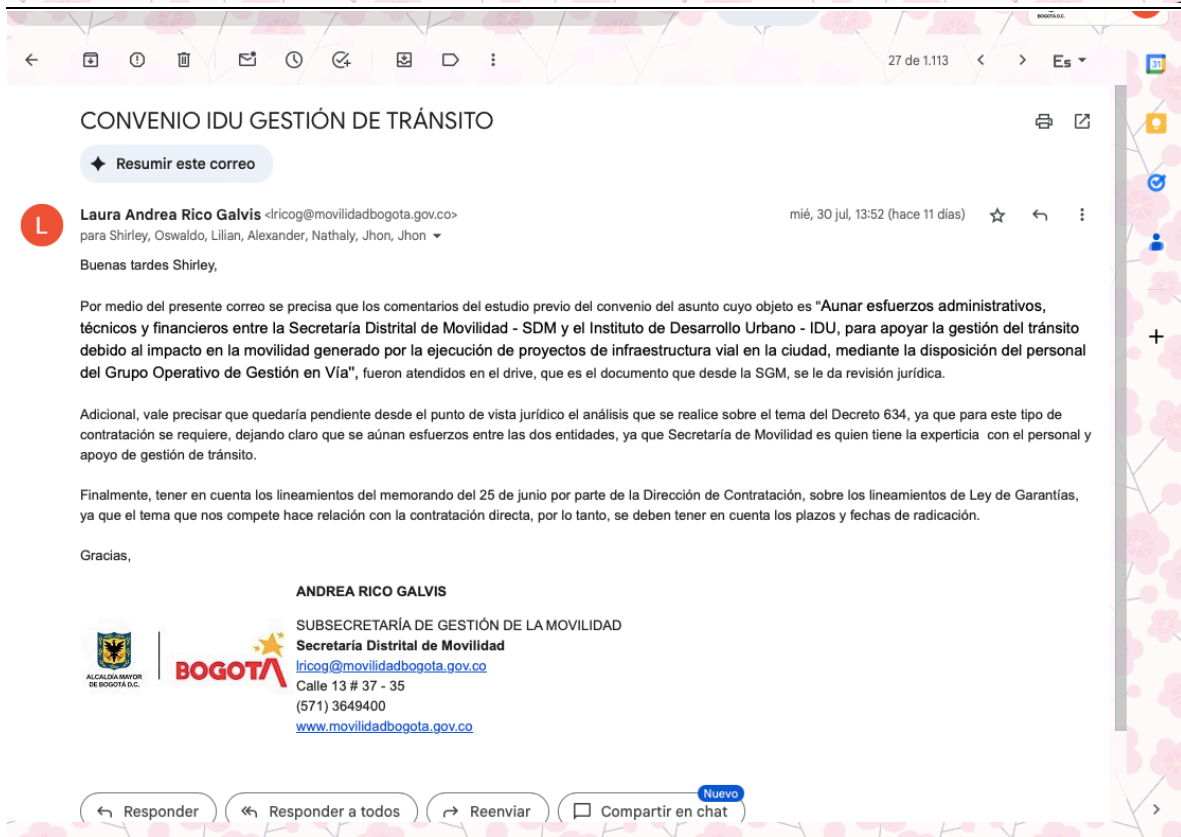 BOGOTÁ D.C.
27 de 1.113
Es
31
CONVENIO IDU GESTIÓN DE TRÁNSITO
Resumir este correo
L
Laura Andrea Rico Galvis <lricog@movilidadbogota.gov.co>
mié, 30 jul, 13:52 (hace 11 días)
para Shirley, Oswaldo, Lilian, Alexander, Nathaly, Jhon, Jhon
Buenas tardes Shirley,
Por medio del presente correo se precisa que los comentarios del estudio previo del convenio del asunto cuyo objeto es "Aunar esfuerzos administrativos,
técnicos y financieros entre la Secretaría Distrital de Movilidad - SDM y el Instituto de Desarrollo Urbano - IDU, para apoyar la gestión del tránsito
debido al impacto en la movilidad generado por la ejecución de proyectos de infraestructura vial en la ciudad, mediante la disposición del personal
del Grupo Operativo de Gestión en Vía", fueron atendidos en el drive, que es el documento que desde la SGM, se le da revisión jurídica.
Adicional, vale precisar que quedaría pendiente desde el punto de vista jurídico el análisis que se realice sobre el tema del Decreto 634, ya que para este tipo de
contratación se requiere, dejando claro que se aúnan esfuerzos entre las dos entidades, ya que Secretaría de Movilidad es quien tiene la experticia  con el personal y
apoyo de gestión de tránsito.
Finalmente, tener en cuenta los lineamientos del memorando del 25 de junio por parte de la Dirección de Contratación, sobre los lineamientos de Ley de Garantías,
ya que el tema que nos compete hace relación con la contratación directa, por lo tanto, se deben tener en cuenta los plazos y fechas de radicación.
Gracias,
ANDREA RICO GALVIS
SUBSECRETARÍA DE GESTIÓN DE LA MOVILIDAD
Secretaría Distrital de Movilidad
lricog@movilidadbogota.gov.co
Calle 13 # 37 - 35
(571) 3649400
www.movilidadbogota.gov.co
ALCALDÍA MAYOR
DE BOGOTÁ D.C.
BOGOTÁ
Responder
Responder a todos
Reenviar
Compartir en chat
Nuevo